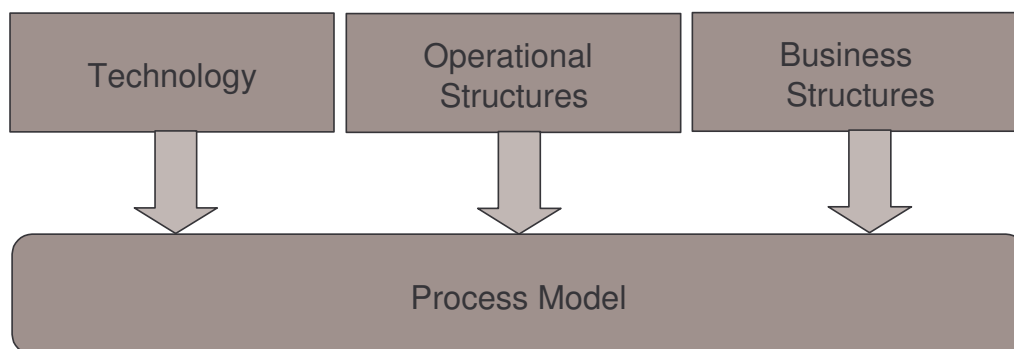 Technology
Operational
Structures
Business
Structures
Process Model